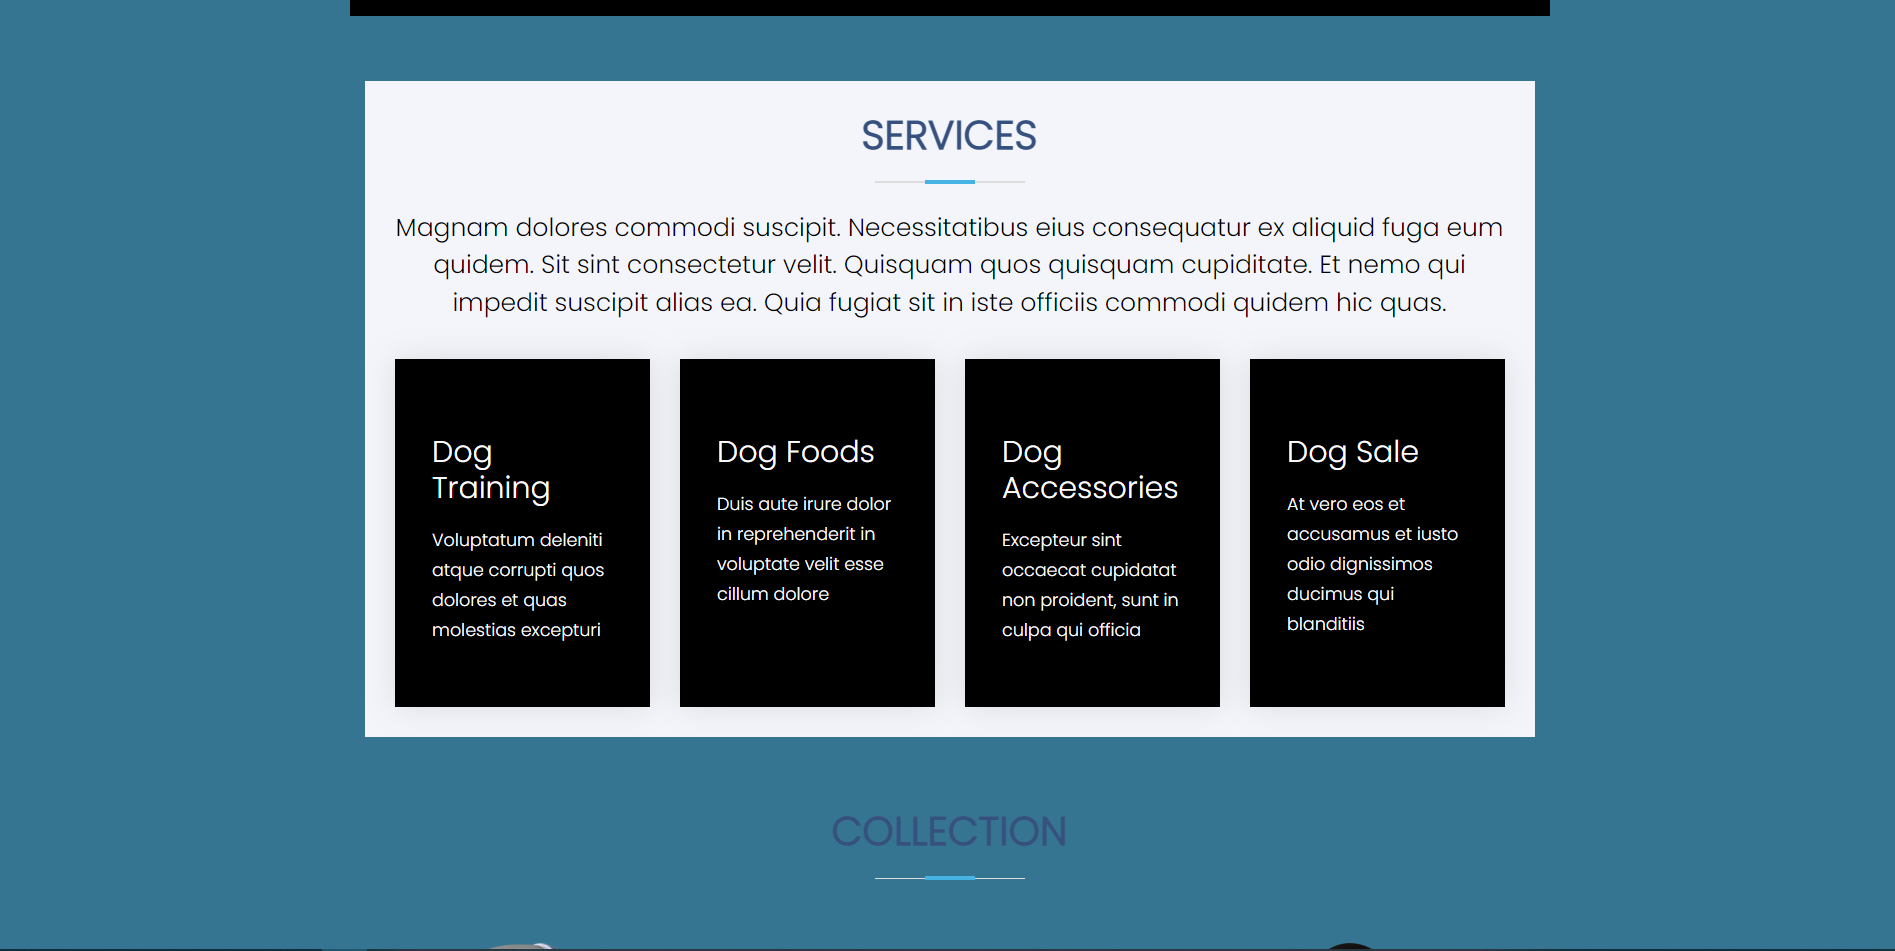 SERVICES
Magnam dolores commodi suscipit. Necessitatibus eius consequatur ex aliquid fuga eum
quidem. Sit sint consectetur velit. Quisquam quos quisquam cupiditate. Et nemo qui
impedit suscipit alias ea. Quia fugiat sit in iste officiis commodi quidem hic quas.
Dog
Training
Voluptatum deleniti
atque corrupti quos
dolores et quas
molestias excepturi
Dog Foods
Duis aute irure dolor
in reprehenderit in
voluptate velit esse
cillum dolore
Dog
Accessories
Excepteur sint
occaecat cupidatat
non proident, sunt in
culpa qui officia
Dog Sale
At vero eos et
accusamus et iusto
odio dignissimos
ducimus qui
blanditiis
COLLECTION